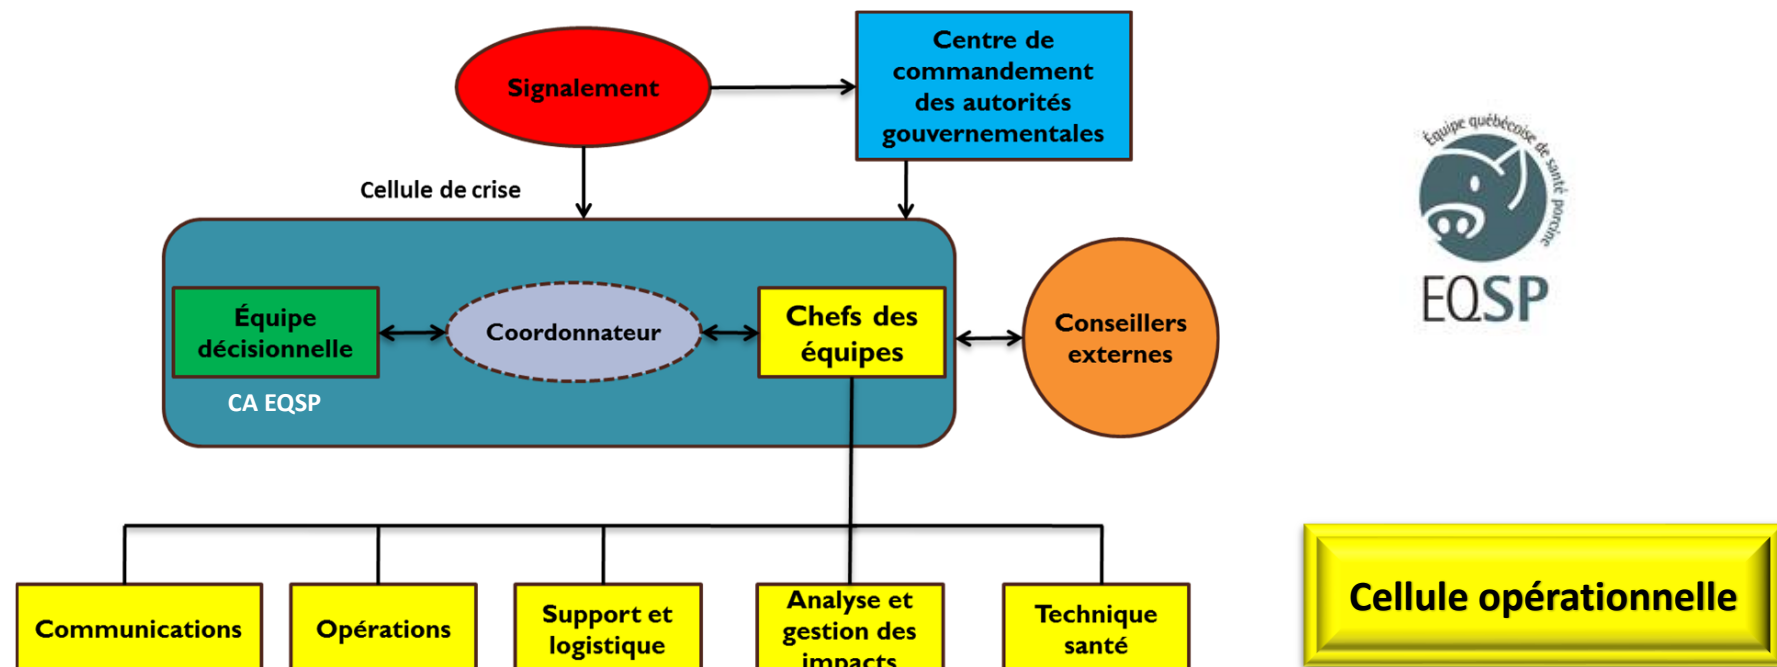 Signalement
Centre de
commandement
des autorités
gouvernementales
Équipe québécoise de santé porcine
EQSP
Cellule de crise
Équipe
décisionnelle
CA EQSP
Coordonnateur
Chefs des
équipes
Conseillers
externes
Communications
Opérations
Support et
logistique
Analyse et
gestion des
impacts
Technique
santé
Cellule opérationnelle